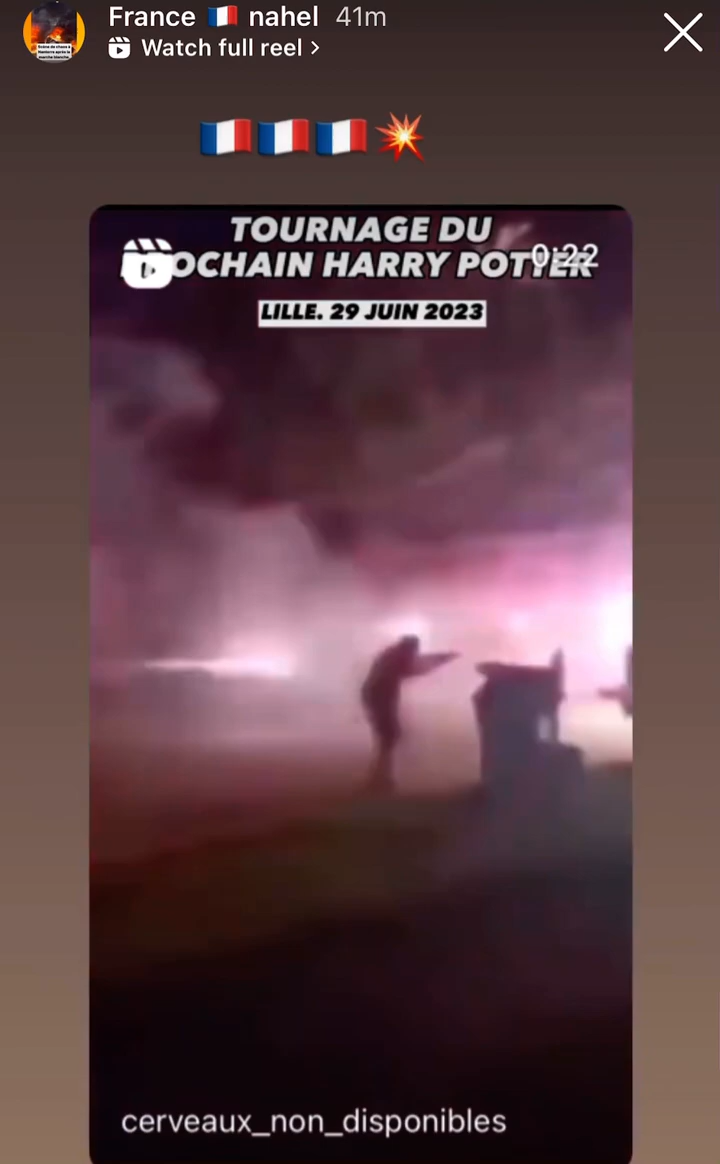 France 🇫🇷 nahel 41m
Watch full reel >
🇫🇷🇫🇷🇫🇷💥
TOURNAGE DU
OCHAIN HARRY POTTER
0:22
LILLE. 29 JUIN 2023
cerveaux_non_disponibles